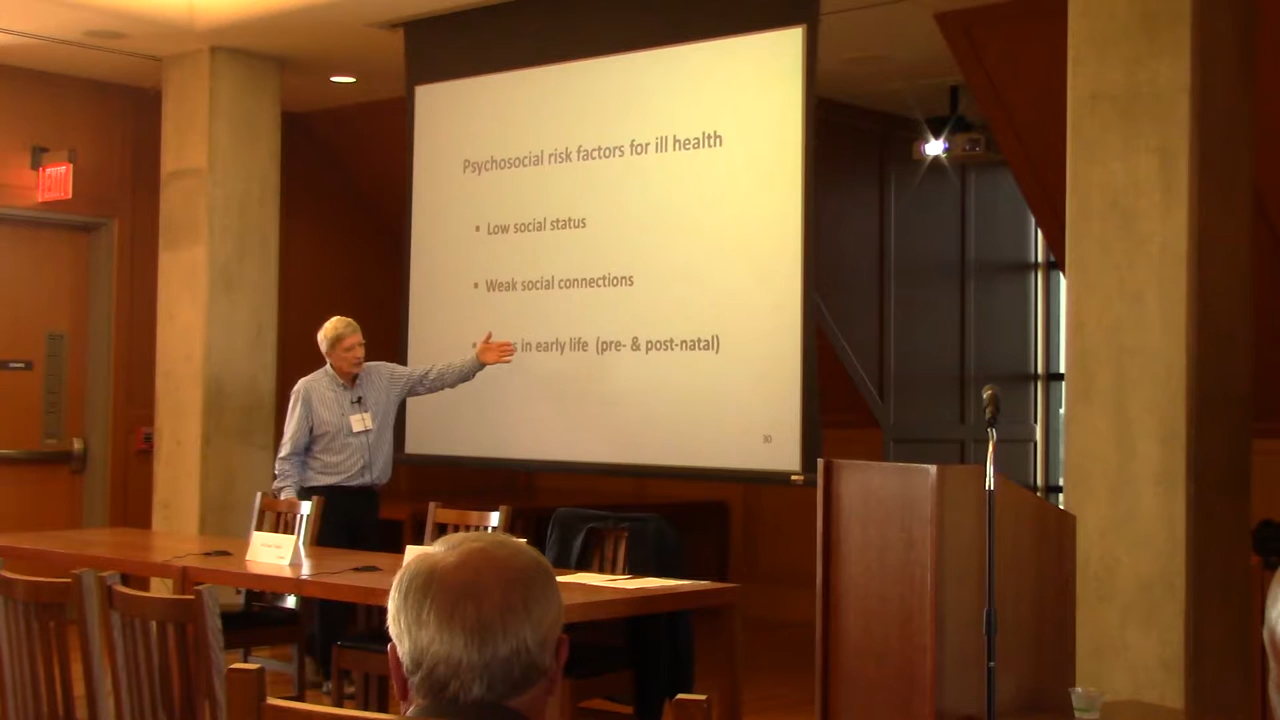 EXIT
Psychosocial risk factors for ill health
▪ Low social status
▪ Weak social connections
s in early life (pre- & post-natal)
30